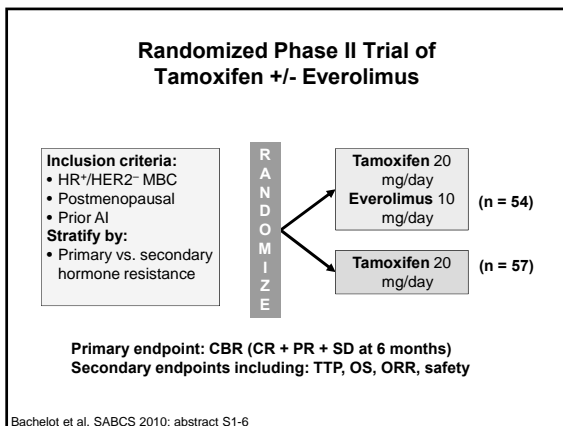 Randomized Phase II Trial of
Tamoxifen +/- Everolimus
Inclusion criteria:
• HR+/HER2– MBC
• Postmenopausal
• Prior AI
Stratify by:
• Primary vs. secondary
hormone resistance
R
A
N
D
O
M
I
Z
E
Tamoxifen 20
mg/day
Everolimus 10
mg/day
(n = 54)
Tamoxifen 20
mg/day
(n = 57)
Primary endpoint: CBR (CR + PR + SD at 6 months)
Secondary endpoints including: TTP, OS, ORR, safety
Bachelot et al. SABCS 2010; abstract S1-6